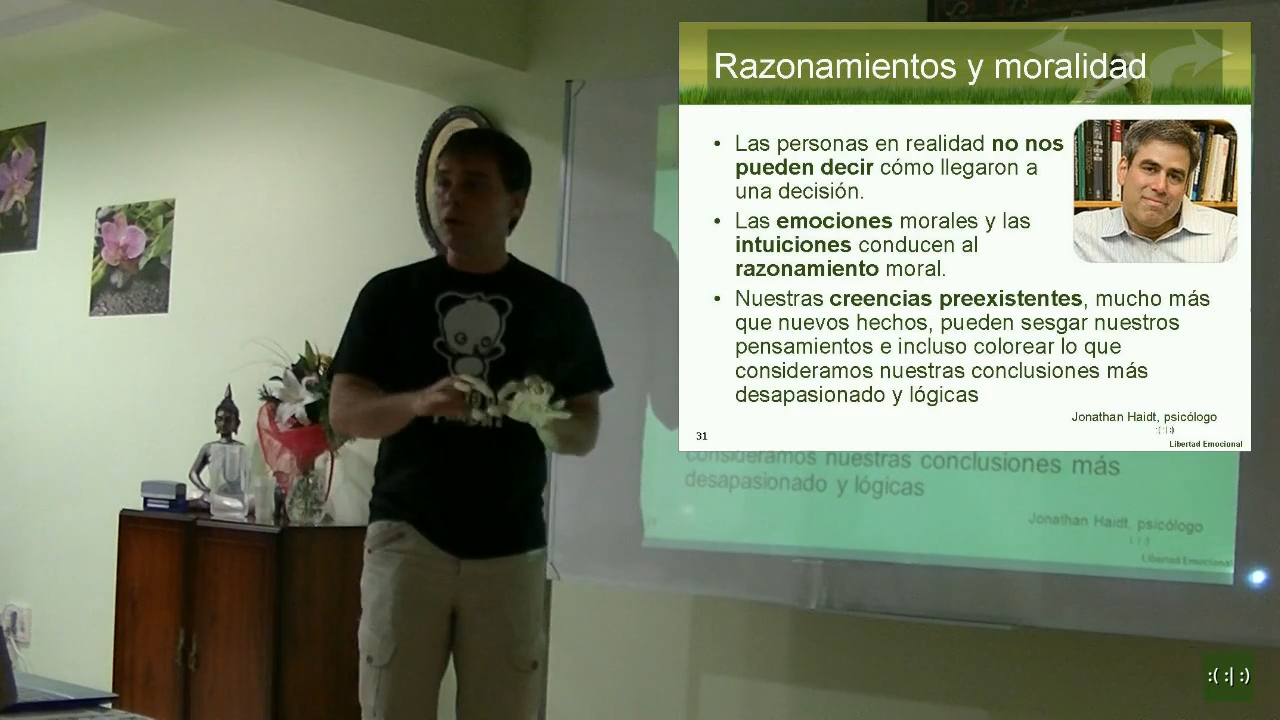 Razonamientos y moralidad
• Las personas en realidad no nos
pueden decir cómo llegaron a
una decisión.
• Las emociones morales y las
intuiciones conducen al
razonamiento moral.
• Nuestras creencias preexistentes, mucho más
que nuevos hechos, pueden sesgar nuestros
pensamientos e incluso colorear lo que
consideramos nuestras conclusiones más
desapasionado y lógicas
Jonathan Haidt, psicólogo
:(:|:)
31
Libertad Emocional
consideramos nuestras conclusiones más
desapasionado y lógicas
Jonathan Haidt, psicólogo
Libertad Emocional
:( :| :)